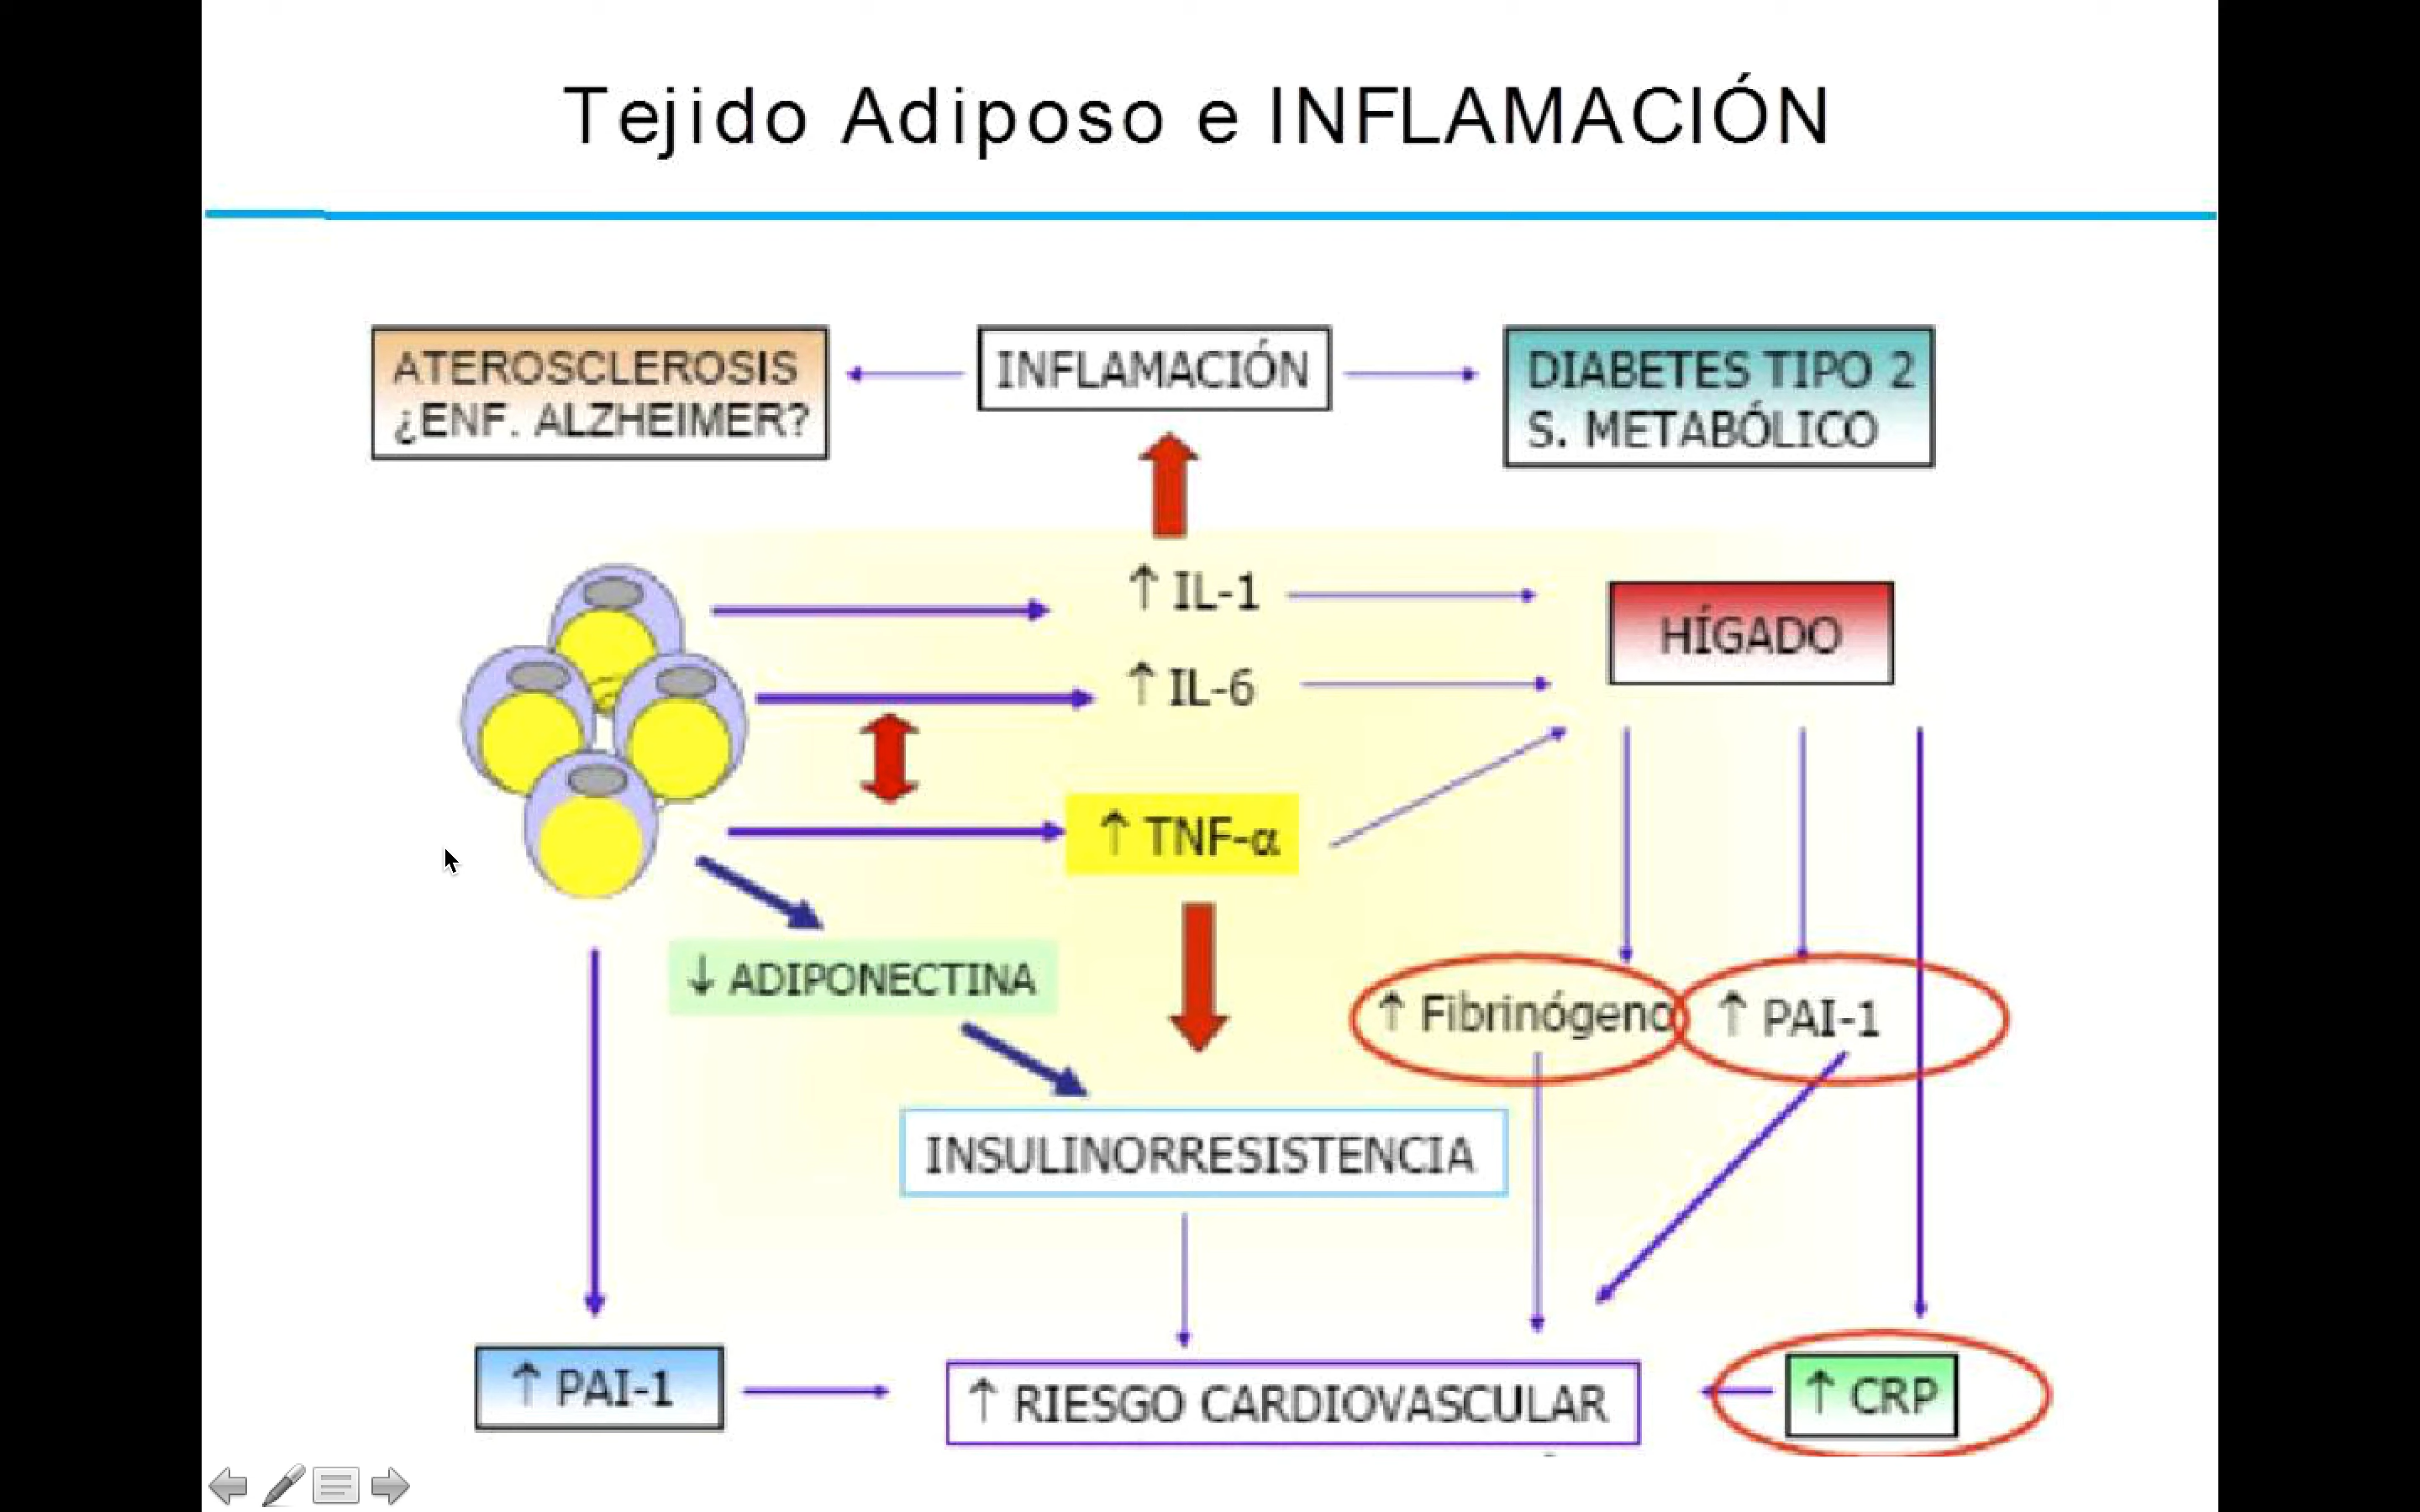 Tejido Adiposo e INFLAMACIÓN
ATEROSCLEROSIS
¿ENF. ALZHEIMER?
INFLAMACIÓN
DIABETES TIPO 2
S. METABÓLICO
↑ IL-1
HÍGADO
↑ IL-6
↑ TNF-α
↓ ADIPONECTINA
↑ Fibrinógeno
↑ PAI-1
INSULINORRESISTENCIA
↑ PAI-1
↑ RIESGO CARDIOVASCULAR
↑ CRP